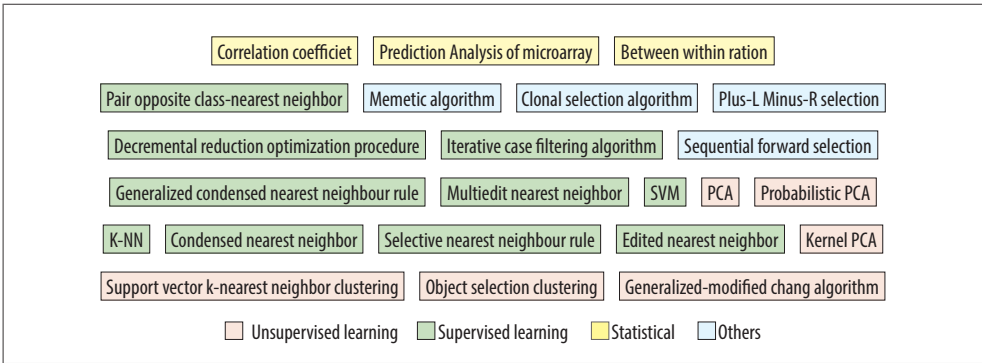 Correlation coefficiet Prediction Analysis of microarray Between within ration
Pair opposite class-nearest neighbor Memetic algorithm Clonal selection algorithm Plus-L Minus-R selection
Decremental reduction optimization procedure Iterative case filtering algorithm Sequential forward selection
Generalized condensed nearest neighbour rule Multiedit nearest neighbor SVM PCA Probabilistic PCA
K-NN Condensed nearest neighbor Selective nearest neighbour rule Edited nearest neighbor Kernel PCA
Support vector k-nearest neighbor clustering Object selection clustering Generalized-modified chang algorithm
Unsupervised learning Supervised learning Statistical Others